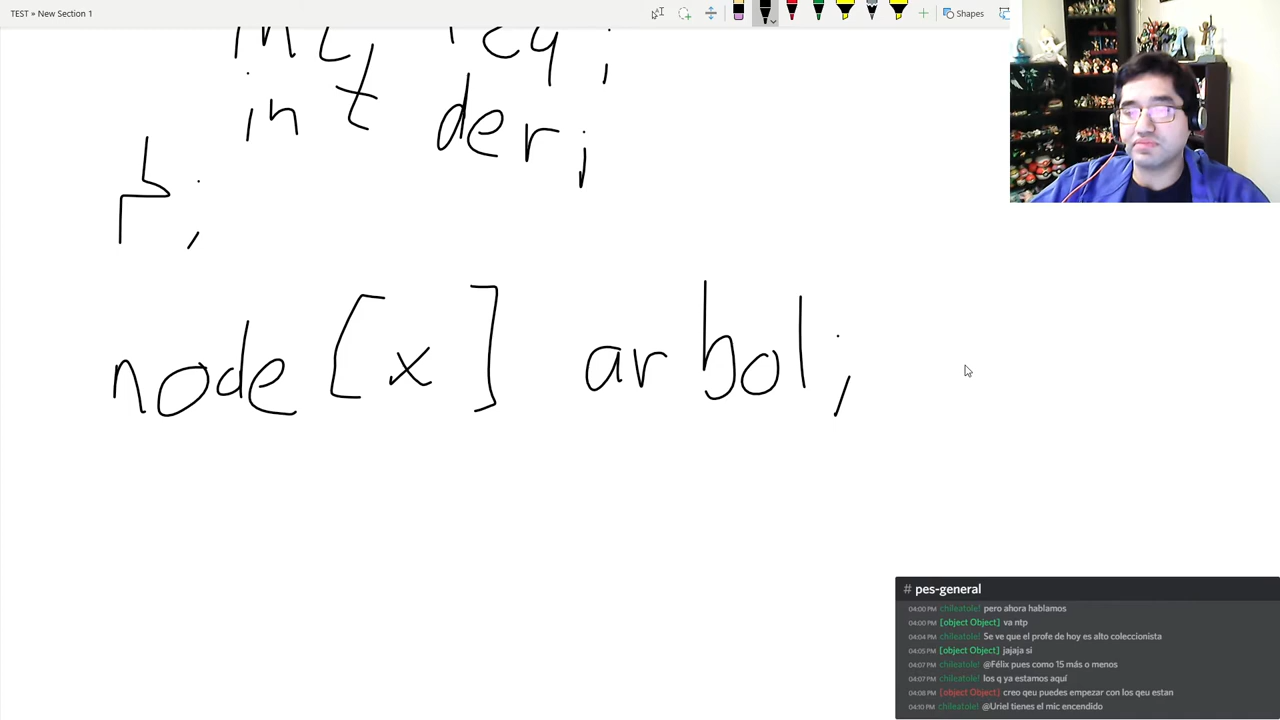 TEST » New Section 1
Shapes
int izq;
int der;
};
node[x] arbol;
# pes-general
04:00 PM chileatole! pero ahora hablamos
04:00 PM [object Object] va ntp
04:04 PM chileatole! Se ve que el profe de hoy es alto coleccionista
04:05 PM [object Object] jajaja si
04:07 PM chileatole! @Félix pues como 15 más o menos
04:07 PM chileatole! los q ya estamos aquí
04:08 PM [object Object] creo qeu puedes empezar con los qeu estan
04:10 PM chileatole! @Uriel tienes el mic encendido